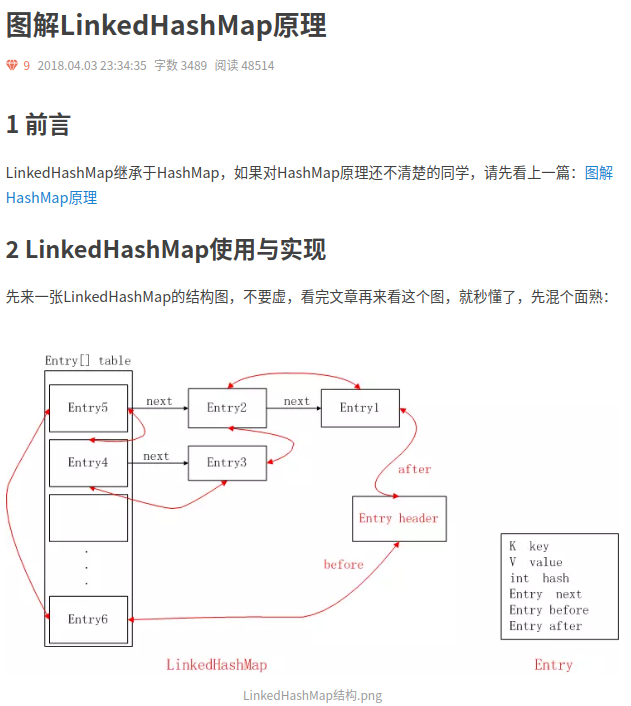 图解LinkedHashMap原理
9 2018.04.03 23:34:35 字数 3489 阅读 48514
1 前言
LinkedHashMap继承于HashMap，如果对HashMap原理还不清楚的同学，请先看上一篇：图解
HashMap原理
2 LinkedHashMap使用与实现
先来一张LinkedHashMap的结构图，不要虚，看完文章再来看这个图，就秒懂了，先混个面熟：
Entry[] table
Entry5
next
Entry2
next
Entry1
Entry4
next
Entry3
after
Entry header
before
.
.
.
Entry6
K key
V value
int hash
Entry next
Entry before
Entry after
LinkedHashMap
Entry
LinkedHashMap结构.png